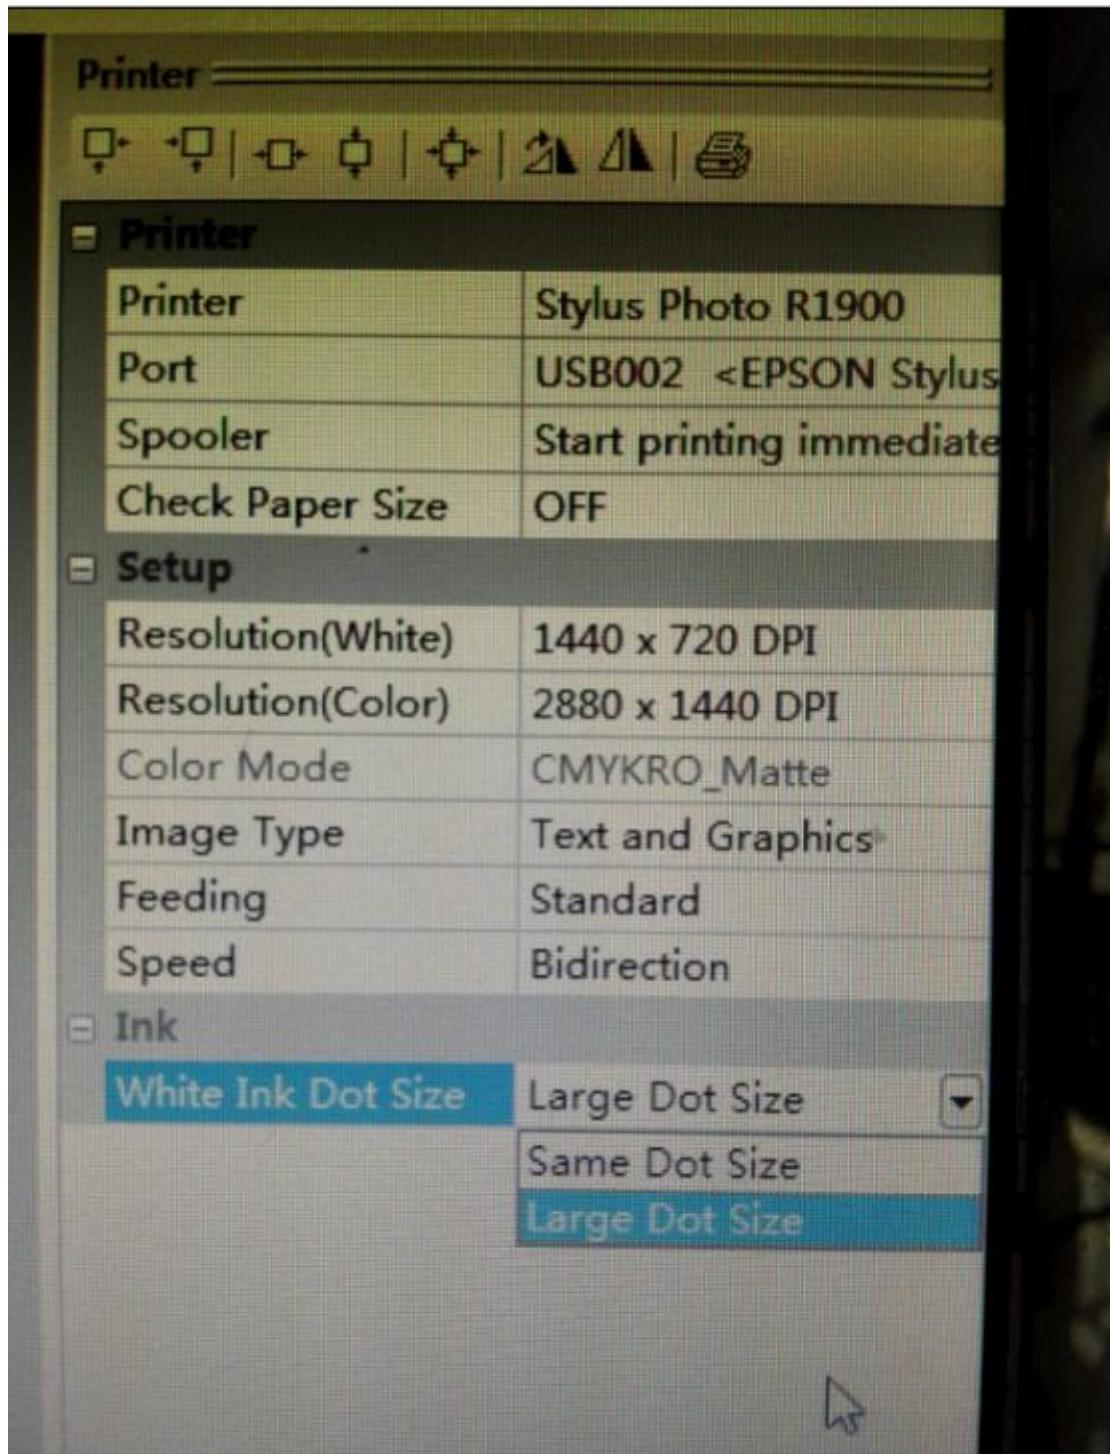 Printer
Printer
Printer Stylus Photo R1900
Port USB002 <EPSON Stylus
Spooler Start printing immediate
Check Paper Size OFF
Setup
Resolution(White) 1440 x 720 DPI
Resolution(Color) 2880 x 1440 DPI
Color Mode CMYKRO_Matte
Image Type Text and Graphics
Feeding Standard
Speed Bidirection
Ink
White Ink Dot Size Large Dot Size
Same Dot Size
Large Dot Size